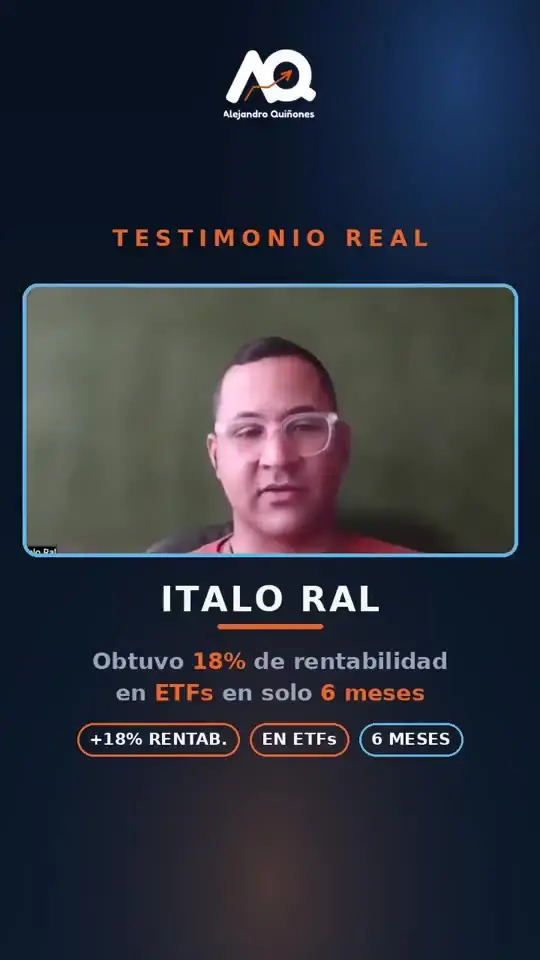 AQ
Alejandro Quiñones
TESTIMONIO REAL
ITALO RAL
Obtuvo 18% de rentabilidad
en ETFs en solo 6 meses
+18% RENTAB.
EN ETFs
6 MESES